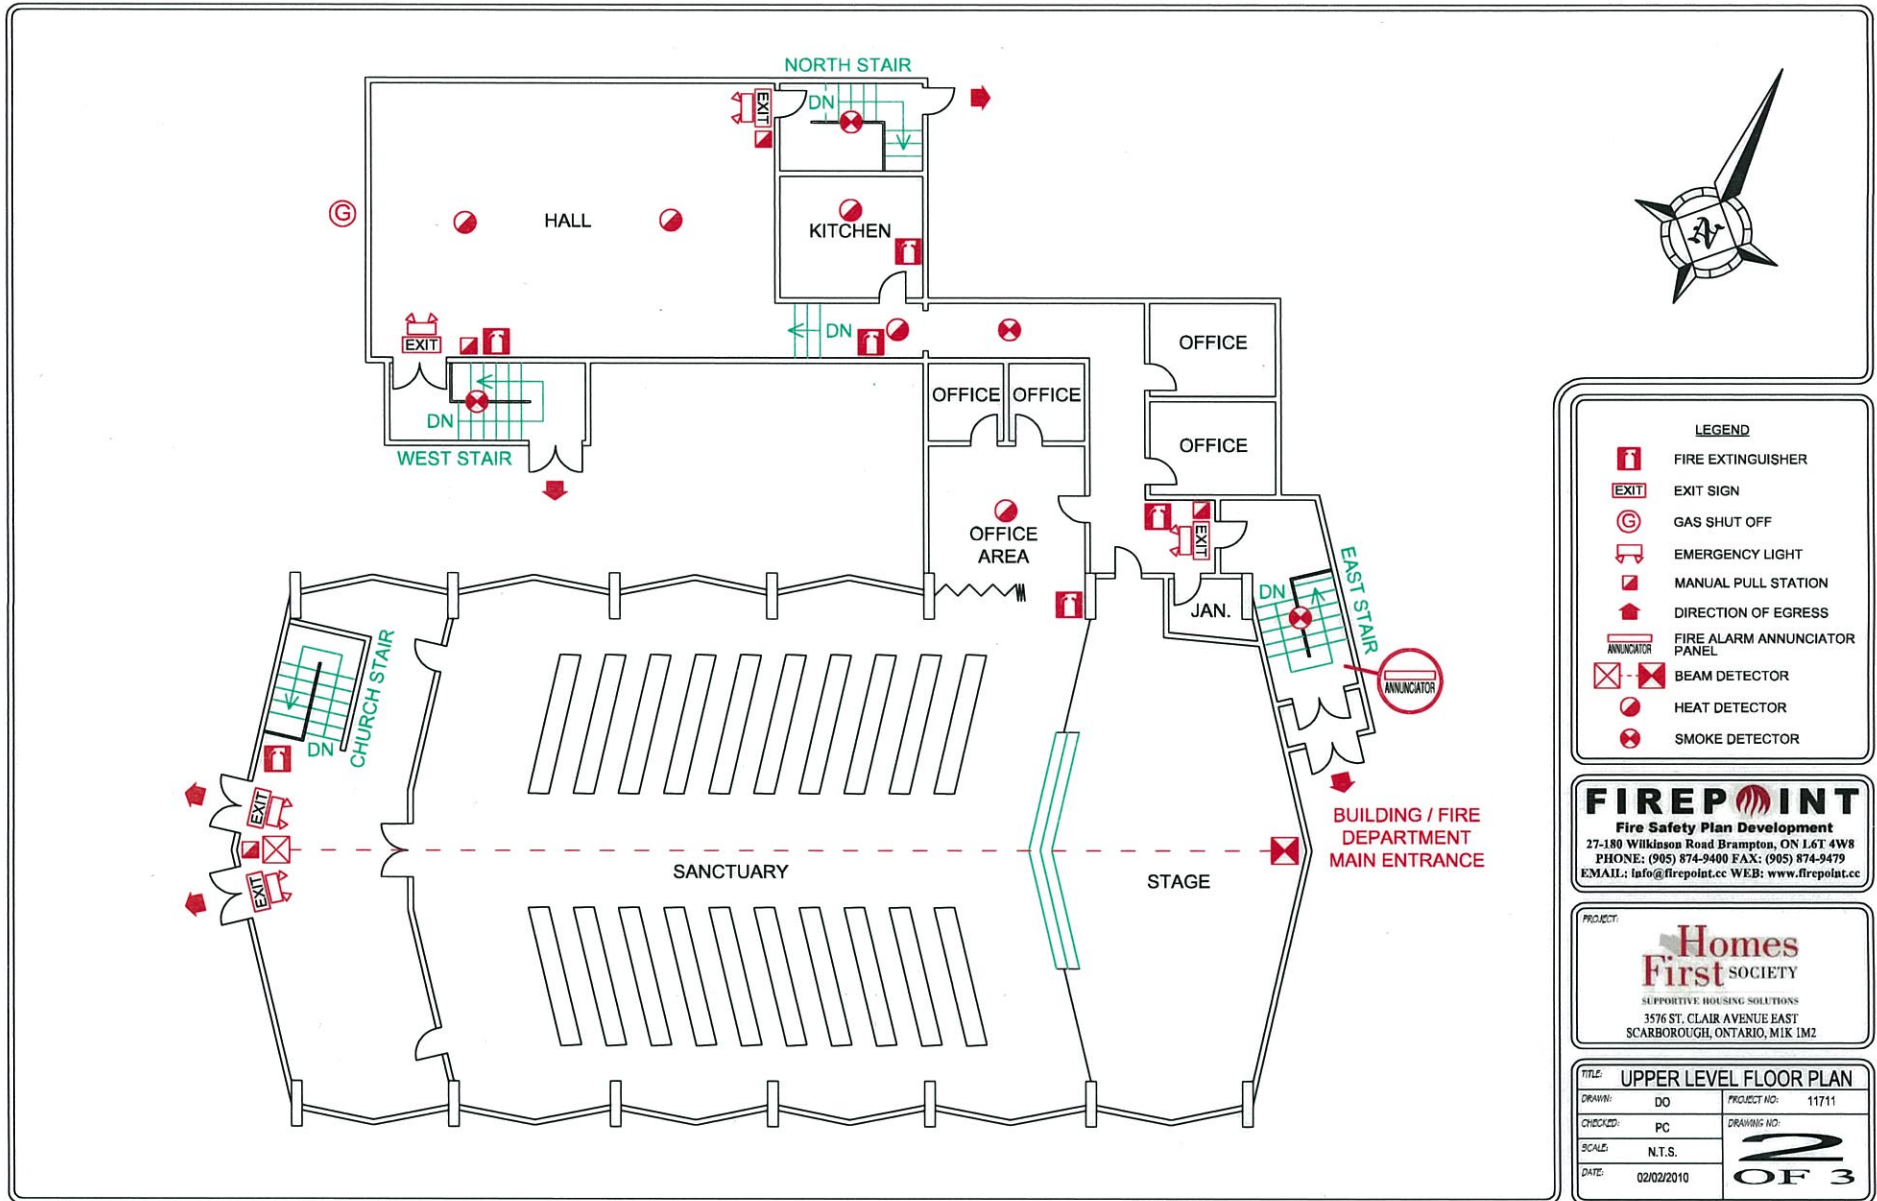 NORTH STAIR
DN
EXIT
G
HALL
KITCHEN
DN
EXIT
OFFICE
OFFICE
OFFICE
DN
WEST STAIR
OFFICE
OFFICE
AREA
EXIT
EAST STAIR
DN
JAN.
CHURCH STAIR
DN
ANNUNCIATOR
EXIT
EXIT
SANCTUARY
STAGE
BUILDING / FIRE
DEPARTMENT
MAIN ENTRANCE
N
LEGEND
FIRE EXTINGUISHER
EXIT EXIT SIGN
G GAS SHUT OFF
EMERGENCY LIGHT
MANUAL PULL STATION
DIRECTION OF EGRESS
ANNUNCIATOR FIRE ALARM ANNUNCIATOR
PANEL
BEAM DETECTOR
HEAT DETECTOR
SMOKE DETECTOR
FIREPOINT
Fire Safety Plan Development
27-180 Wilkinson Road Brampton, ON L6T 4W8
PHONE: (905) 874-9400 FAX: (905) 874-9479
EMAIL: info@firepoint.cc WEB: www.firepoint.cc
PROJECT:
Homes
First SOCIETY
SUPPORTIVE HOUSING SOLUTIONS
3576 ST. CLAIR AVENUE EAST
SCARBOROUGH, ONTARIO, M1K 1M2
TITLE: UPPER LEVEL FLOOR PLAN
DRAWN: DO
PROJECT NO: 11711
CHECKED: PC
DRAWING NO:
2
OF 3
SCALE: N.T.S.
DATE: 02/02/2010